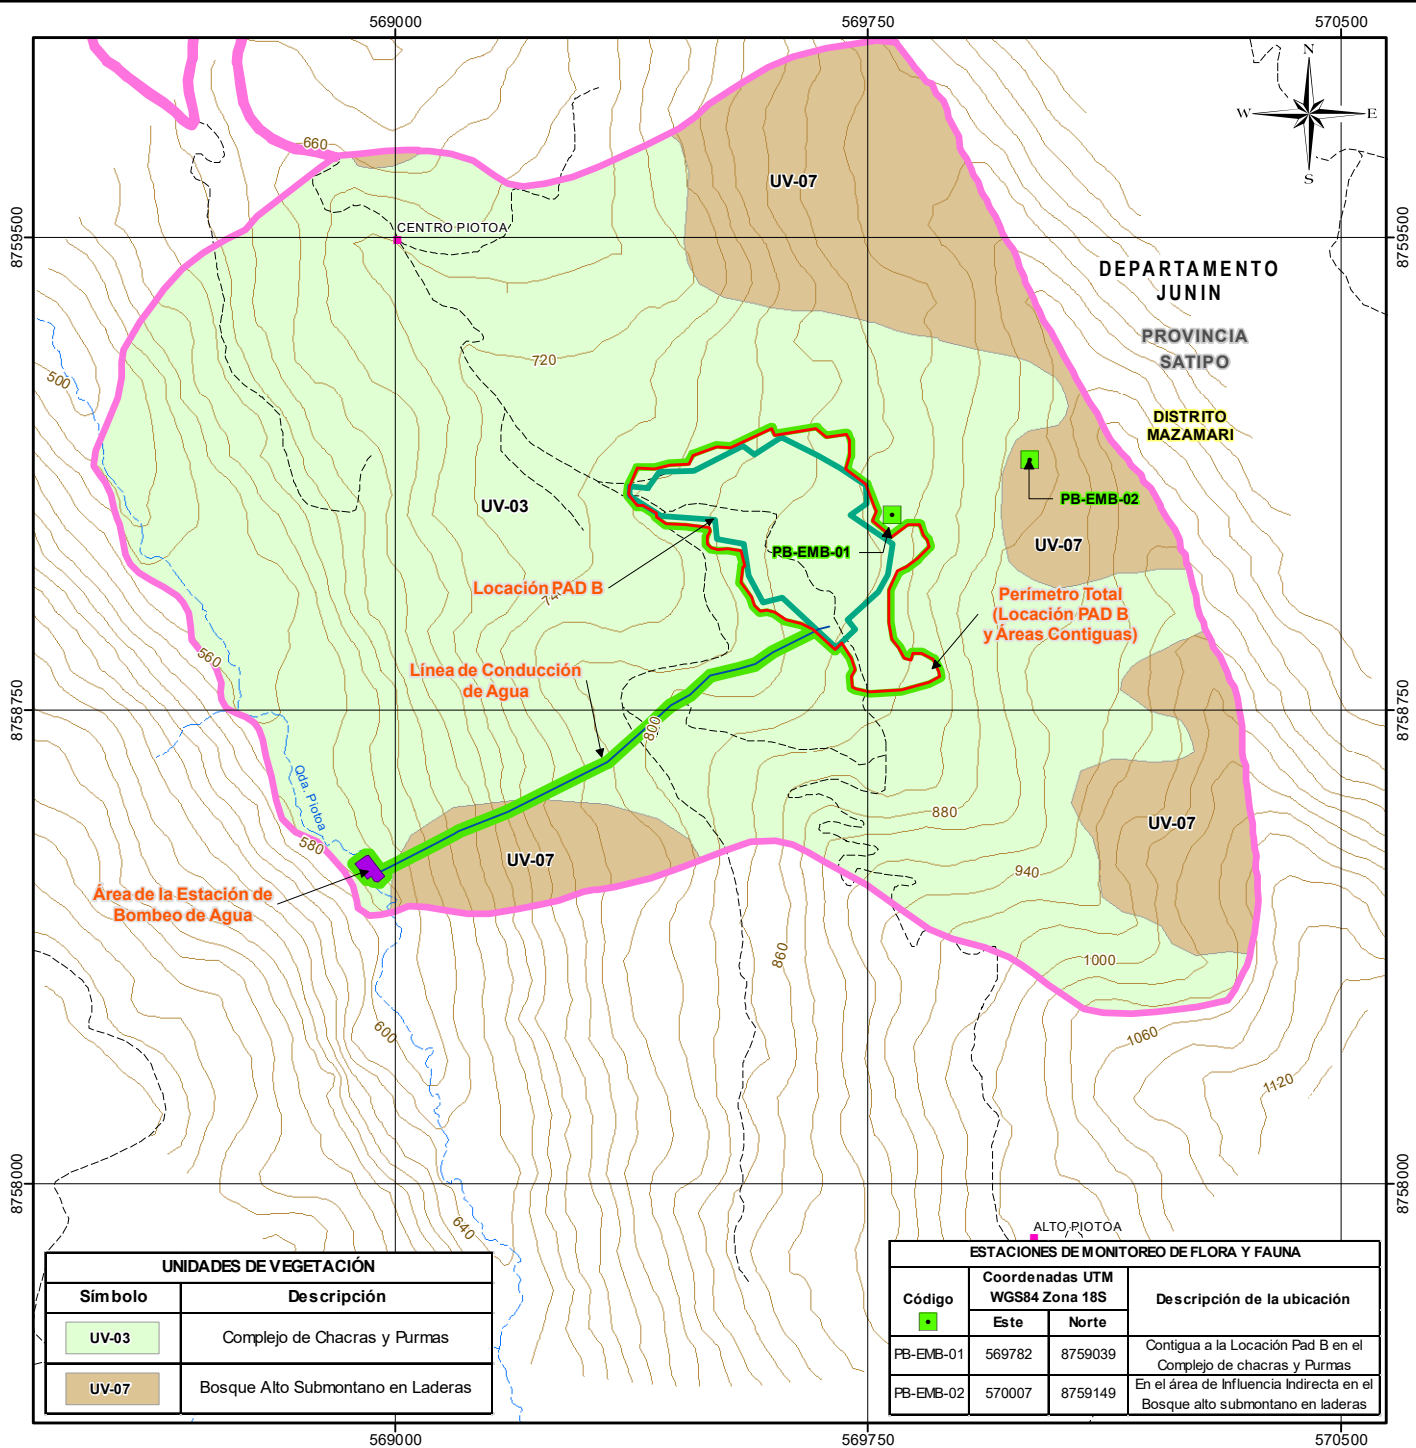 569000
569750
570500
N
W
E
S
660
UV-07
CENTRO PIOTOA
8759500
8759500
DEPARTAMENTO
JUNIN
PROVINCIA
SATIPO
720
500
DISTRITO
MAZAMARI
PB-EMB-02
UV-03
UV-07
PB-EMB-01
Locación PAD B
Perímetro Total
(Locación PAD B
y Áreas Contiguas)
560
Línea de Conducción
de Agua
8758750
8758750
800
Qda. Piotoa
880
UV-07
580
UV-07
940
Área de la Estación de
Bombeo de Agua
860
1000
600
1060
1120
8758000
8758000
640
ALTO PIOTOA
UNIDADES DE VEGETACIÓN
Símbolo
Descripción
UV-03
Complejo de Chacras y Purmas
UV-07
Bosque Alto Submontano en Laderas
ESTACIONES DE MONITOREO DE FLORA Y FAUNA
Código
Coordenadas UTM
WGS84 Zona 18S
Descripción de la ubicación
Este
Norte
PB-EMB-01
569782
8759039
Contigua a la Locación Pad B en el
Complejo de chacras y Purmas
PB-EMB-02
570007
8759149
En el área de Influencia Indirecta en el
Bosque alto submontano en laderas
569000
569750
570500